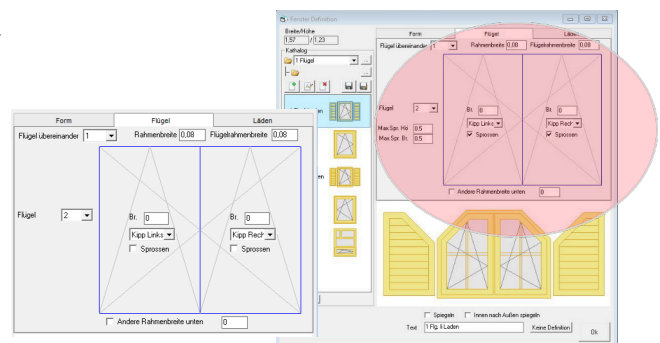 Fenster Definition
Breite/Höhe
1,57 / 1,23
Kathalog
1 Flügel
Form Flügel Läden
Flügel übereinander 1 Rahmenbreite 0,08 Flügelrahmenbreite 0,08
Flügel 2
Br. 0 Br. 0
Kipp Links Kipp Rech
Max.Spr. Hö 0.5
Max.Spr. Br. 0.5
Sprossen Sprossen
Andere Rahmenbreite unten 0
Spiegeln Innen nach Außen spiegeln
Text 1 Flg. li Laden Keine Definition Ok
Form Flügel Läden
Flügel übereinander 1 Rahmenbreite 0,08 Flügelrahmenbreite 0,08
Flügel 2
Br. 0 Br. 0
Kipp Links Kipp Rech
Sprossen Sprossen
Andere Rahmenbreite unten 0